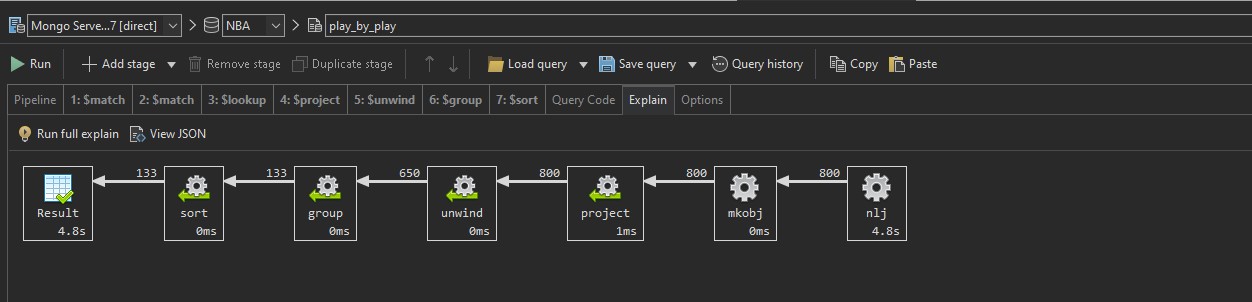 Mongo Serve...7 [direct] NBA play_by_play
Run Add stage Remove stage Duplicate stage Load query Save query Query history Copy Paste
Pipeline 1: $match 2: $match 3: $lookup 4: $project 5: $unwind 6: $group 7: $sort Query Code Explain Options
Run full explain View JSON
133 133 650 800 800 800
Result sort group unwind project mkobj nlj
4.8s 0ms 0ms 0ms 1ms 0ms 4.8s